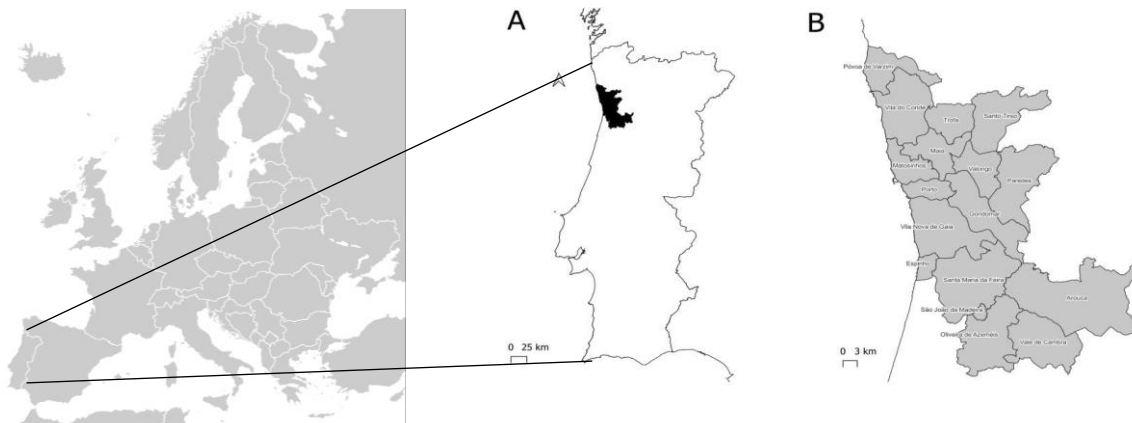 A
B
Póvoa de Varzim
Vila do Conde
Trofa
Santo Tirso
Maia
Matosinhos
Valongo
Paredes
Porto
Gondomar
Vila Nova de Gaia
Espinho
Santa Maria da Feira
Arouca
São João da Madeira
Oliveira de Azeméis
Vale de Cambra
0 25 km
0 3 km